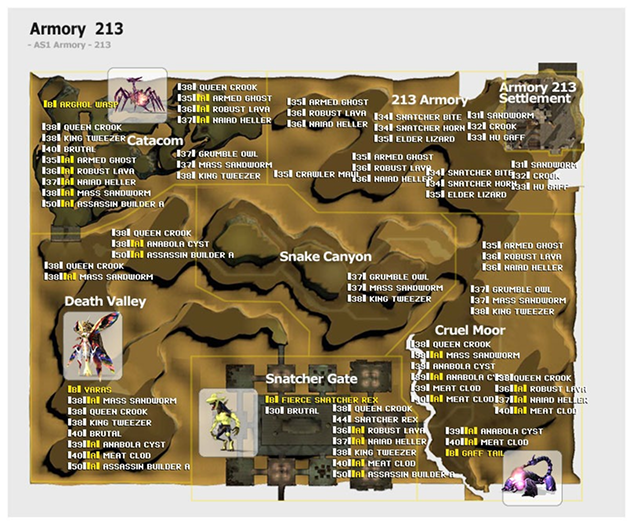 Armory 213
- AS1 Armory - 213
[B] ARGHOL WASP
[38] QUEEN CROOK
[35][A] ARMED GHOST
[36][A] ROBUST LAVA
[37][A] NAIAD HELLER
[35] ARMED GHOST
[36] ROBUST LAVA
[36] NAIAD HELLER
213 Armory
[34] SNATCHER BITE
[34] SNATCHER HORN
[35] ELDER LIZARD
Armory 213
Settlement
[31] SANDWORM
[32] CROOK
[33] HU GAFF
[38] QUEEN CROOK
[38] KING TWEEZER
[40] BRUTAL
[35][A] ARMED GHOST
[36][A] ROBUST LAVA
[37][A] NAIAD HELLER
[38][A] MASS SANDWORM
[50][A] ASSASSIN BUILDER A
Catacom
[37] GRUMBLE OWL
[37] MASS SANDWORM
[38] KING TWEEZER
[35] CRAWLER MAUL
[35] ARMED GHOST
[36] ROBUST LAVA
[36] NAIAD HELLER
[34] SNATCHER BITE
[34] SNATCHER HORN
[35] ELDER LIZARD
[31] SANDWORM
[32] CROOK
[33] HU GAFF
[38] QUEEN CROOK
[38][A] ANABOLA CYST
[50][A] ASSASSIN BUILDER A
[38] QUEEN CROOK
[38][A] MASS SANDWORM
Snake Canyon
[37] GRUMBLE OWL
[37] MASS SANDWORM
[38] KING TWEEZER
[35] ARMED GHOST
[36] ROBUST LAVA
[36] NAIAD HELLER
[37] GRUMBLE OWL
[37] MASS SANDWORM
[38] KING TWEEZER
Death Valley
[B] VARAS
[38][A] MASS SANDWORM
[38] QUEEN CROOK
[38] KING TWEEZER
[40] BRUTAL
[39][A] ANABOLA CYST
[40][A] MEAT CLOD
[50][A] ASSASSIN BUILDER A
Snatcher Gate
[B] FIERCE SNATCHER REX
[30] BRUTAL
[38] QUEEN CROOK
[44] SNATCHER REX
[36][A] ROBUST LAVA
[37][A] NAIAD HELLER
[38] KING TWEEZER
[40][A] MEAT CLOD
[50][A] ASSASSIN BUILDER A
Cruel Moor
[38] QUEEN CROOK
[38][A] MASS SANDWORM
[39] ANABOLA CYST
[39][A] ANABOLA CYST
[39] MEAT CLOD
[40][A] MEAT CLOD
[38] QUEEN CROOK
[36][A] ROBUST LAVA
[37][A] NAIAD HELLER
[40][A] MEAT CLOD
[39][A] ANABOLA CYST
[40][A] MEAT CLOD
[B] GAFF TAIL